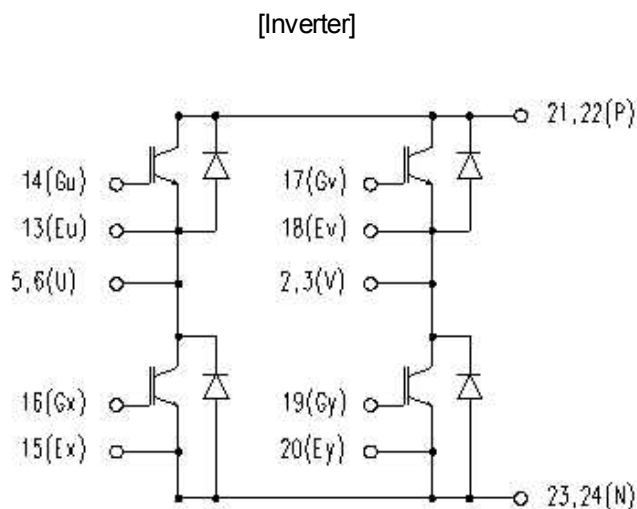 [Inverter]
21,22(P)
14(Gu)
17(Gv)
13(Eu)
18(Ev)
5,6(U)
2,3(V)
16(Gx)
19(Gy)
15(Ex)
20(Ey)
23,24(N)